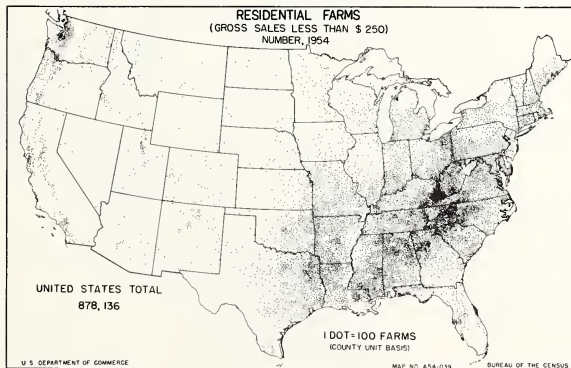 RESIDENTIAL FARMS
(GROSS SALES LESS THAN $250)
NUMBER, 1954
UNITED STATES TOTAL
878,136
1 DOT=100 FARMS
(COUNTY UNIT BASIS)
U S DEPARTMENT OF COMMERCE
MAP NO A54-039
BUREAU OF THE CENSUS